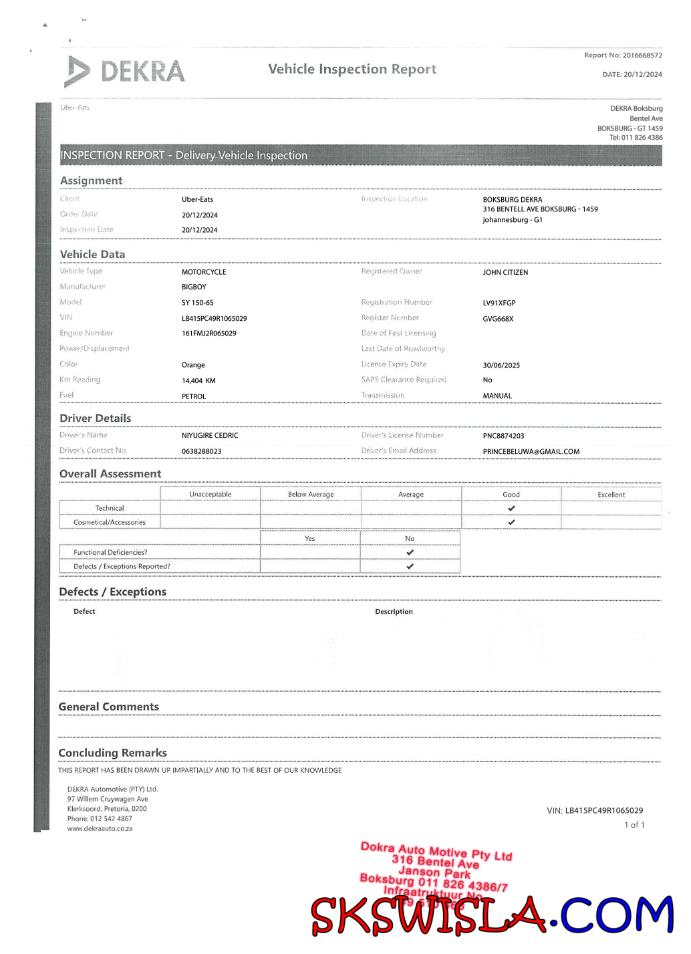 Report No: 2016668572
DEKRA
Vehicle Inspection Report
DATE: 20/12/2024
Uber-Eats
DEKRA Boksburg
Bentel Ave
BOKSBURG - GT 1459
Tel: 011 826 4386
INSPECTION REPORT - Delivery Vehicle Inspection
Assignment
Client Uber-Eats Inspection Location BOKSBURG DEKRA
316 BENTELL AVE BOKSBURG - 1459
Order Date 20/12/2024 johannesburg - G1
Inspection Date 20/12/2024
Vehicle Data
Vehicle Type MOTORCYCLE Registered Owner JOHN CITIZEN
Manufacturer BIGBOY
Model SY 150-6S Registration Number LV91XFGP
VIN LB415PC49R1065029 Register Number GVG668X
Engine Number 161FMJ2R065029 Date of Fast Licensing
Power/Displacement Last Date of Roadworthy
Color Orange License Expiry Date 30/06/2025
Km Reading 14,404 KM SAPS Clearance Required No
Fuel PETROL Transmission MANUAL
Driver Details
Driver's Name NIYUGIRE CEDRIC Driver's License Number PNC8874203
Driver's Contact No. 0638288023 Driver's Email Address PRINCEBELUWA@GMAIL.COM
Overall Assessment
Unacceptable Below Average Average Good Excellent
Technical ✓
Cosmetical/Accessories ✓
Yes No
Functional Deficiencies? ✓
Defects / Exceptions Reported? ✓
Defects / Exceptions
Defect Description
General Comments
Concluding Remarks
THIS REPORT HAS BEEN DRAWN UP IMPARTIALLY AND TO THE BEST OF OUR KNOWLEDGE
DEKRA Automotive (PTY) Ltd.
97 Willem Cruywagen Ave
Klerksoord, Pretoria, 0200
Phone: 012 542 4867
www.dekraauto.co.za
VIN: LB415PC49R1065029
1 of 1
Dokra Auto Motive Pty Ltd
316 Bentel Ave
Janson Park
Boksburg 011 826 4386/7
Infraatruktuur
SKSWISLA.COM